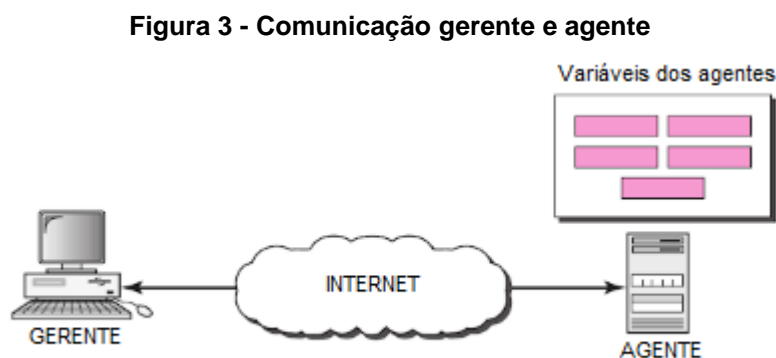 Figura 3 - Comunicação gerente e agente
Variáveis dos agentes
INTERNET
GERENTE
AGENTE